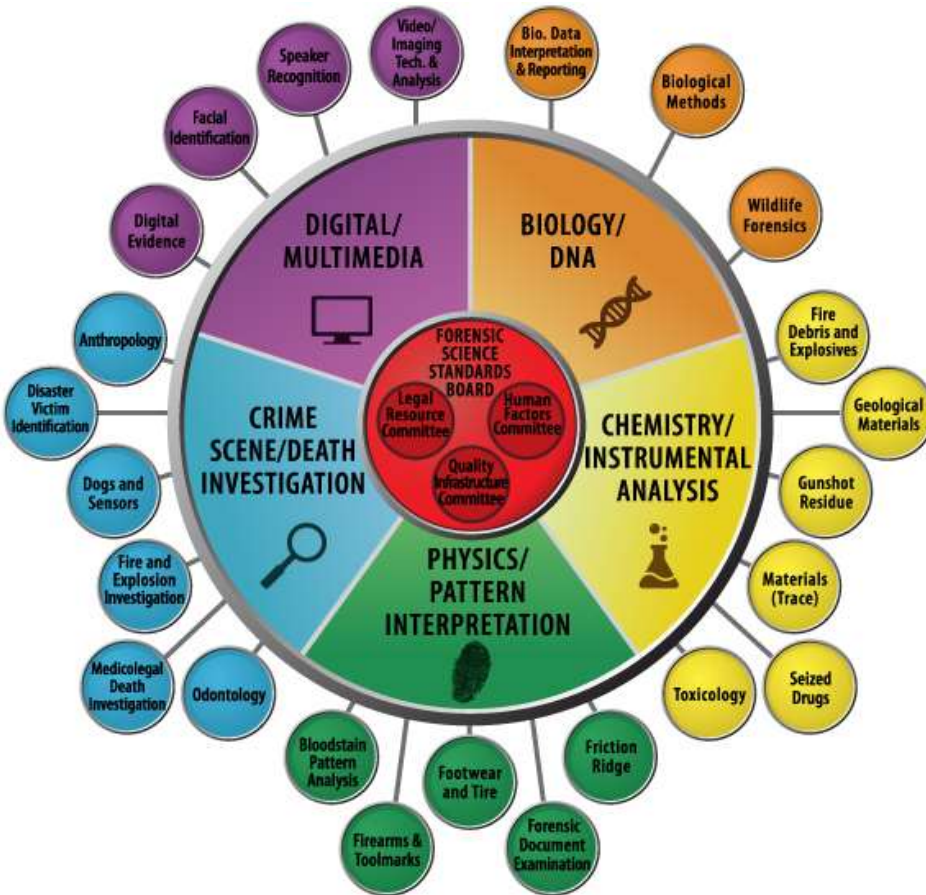 Video/
Imaging
Tech. &
Analysis
Bio. Data
Interpretation
& Reporting
Speaker
Recognition
Biological
Methods
Facial
Identification
Digital
Evidence
Wildlife
Forensics
DIGITAL/
MULTIMEDIA
BIOLOGY/
DNA
Anthropology
Fire
Debris and
Explosives
FORENSIC
SCIENCE
STANDARDS
BOARD
Legal
Resource
Committee
Human
Factors
Committee
Quality
Infrastructure
Committee
Disaster
Victim
Identification
Geological
Materials
CRIME
SCENE/DEATH
INVESTIGATION
CHEMISTRY/
INSTRUMENTAL
ANALYSIS
Dogs and
Sensors
Gunshot
Residue
Fire and
Explosion
Investigation
PHYSICS/
PATTERN
INTERPRETATION
Materials
(Trace)
Medicolegal
Death
Investigation
Odontology
Toxicology
Seized
Drugs
Bloodstain
Pattern
Analysis
Footwear
and Tire
Friction
Ridge
Firearms &
Toolmarks
Forensic
Document
Examination